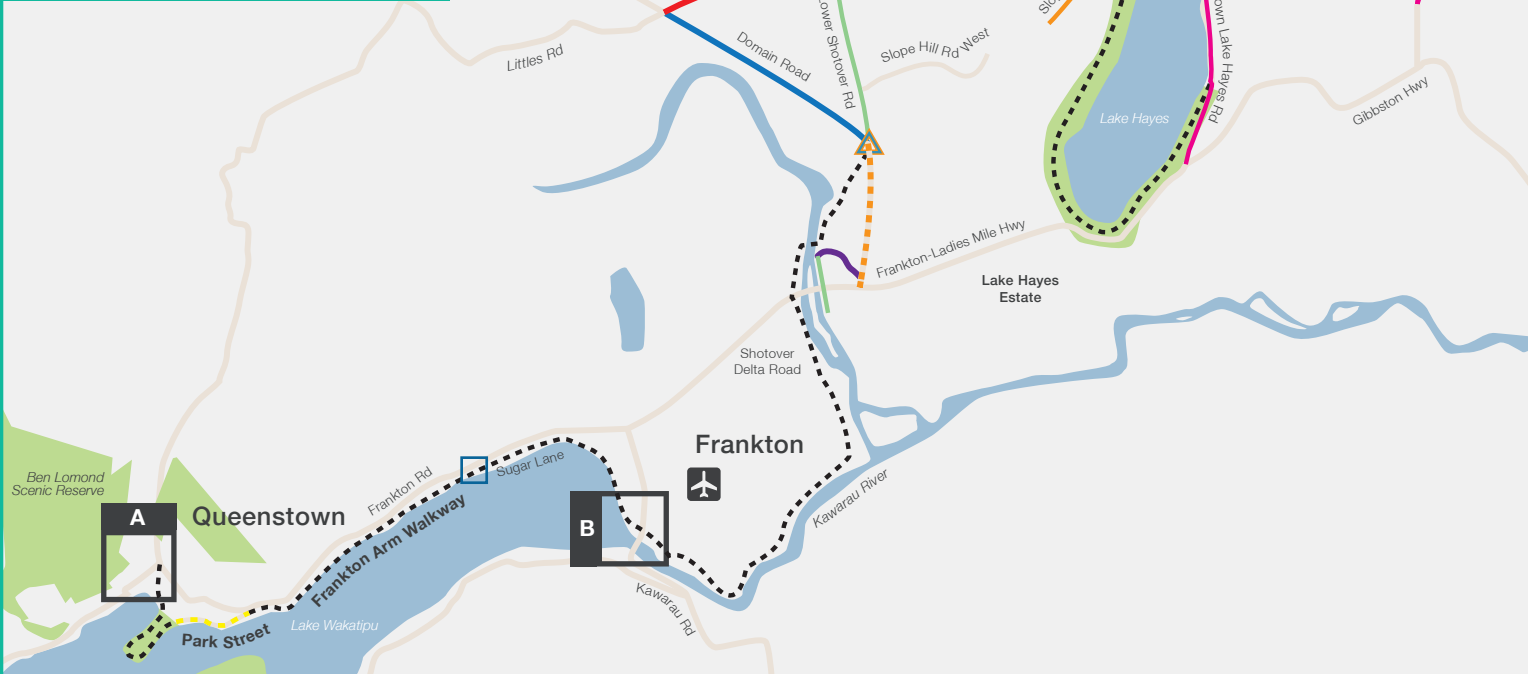 Littles Rd
Domain Road
Lower Shotover Rd
Slope Hill Rd West
own Lake Hayes Rd
Lake Hayes
Gibbston Hwy
Frankton-Ladies Mile Hwy
Lake Hayes
Estate
Shotover
Delta Road
Frankton
Ben Lomond
Scenic Reserve
A
Queenstown
Frankton Rd
Sugar Lane
Frankton Arm Walkway
B
Kawarau River
Kawarau Rd
Park Street
Lake Wakatipu